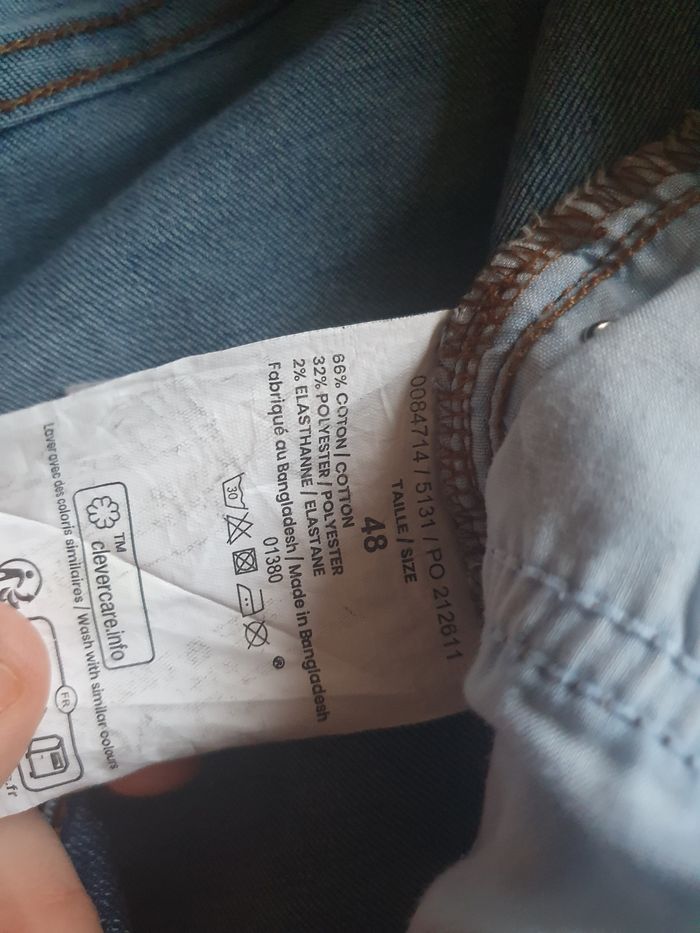 0084714 / 5131 / PO 212611
TAILLE / SIZE
48
66% COTON / COTTON
32% POLYESTER / POLYESTER
2% ELASTHANNE / ELASTANE
Fabriqué au Bangladesh / Made in Bangladesh
01380
30
®
TM
clevercare.info
Laver avec des coloris similaires / Wash with similar colours
FR
.fr